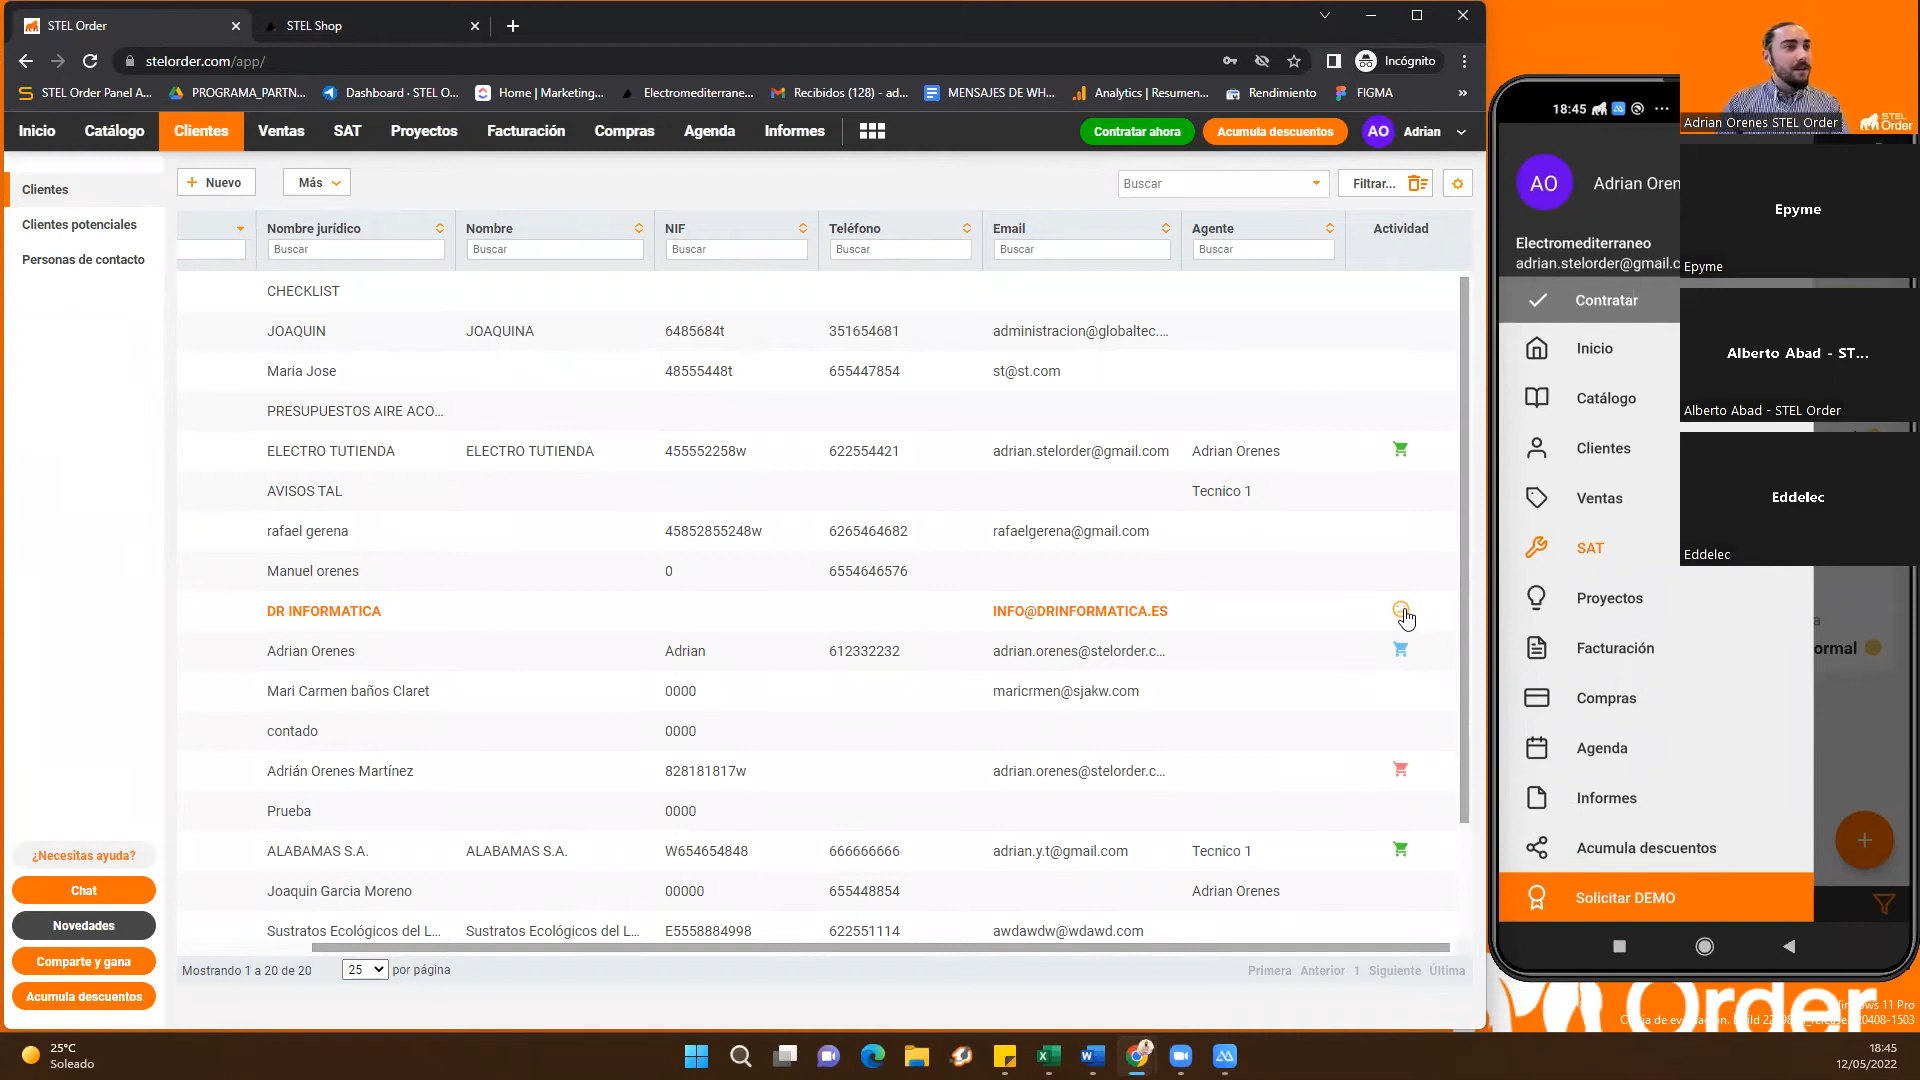 STEL Order
STEL Shop
stelorder.com/app/
Incógnito
STEL Order Panel A...
PROGRAMA_PARTN...
Dashboard · STEL O...
Home | Marketing...
Electromediterrane...
Recibidos (128) - ad...
MENSAJES DE WH...
Analytics | Resumen...
Rendimiento
FIGMA
»
Inicio
Catálogo
Clientes
Ventas
SAT
Proyectos
Facturación
Compras
Agenda
Informes
Contratar ahora
Acumula descuentos
AO
Adrian
Clientes
Clientes potenciales
Personas de contacto
+ Nuevo
Más
Buscar
Filtrar...
Nombre jurídico
Nombre
NIF
Teléfono
Email
Agente
Actividad
Buscar
Buscar
Buscar
Buscar
Buscar
Buscar
CHECKLIST
JOAQUIN JOAQUINA 6485684t 351654681 administracion@globaltec....
Maria Jose 48555448t 655447854 st@st.com
PRESUPUESTOS AIRE ACO...
ELECTRO TUTIENDA ELECTRO TUTIENDA 455552258w 622554421 adrian.stelorder@gmail.com Adrian Orenes
AVISOS TAL Tecnico 1
rafael gerena 45852855248w 6265464682 rafaelgerena@gmail.com
Manuel orenes 0 6554646576
DR INFORMATICA INFO@DRINFORMATICA.ES
Adrian Orenes Adrian 612332232 adrian.orenes@stelorder.c...
Mari Carmen baños Claret 0000 maricrmen@sjakw.com
contado 0000
Adrián Orenes Martínez 828181817w adrian.orenes@stelorder.c...
Prueba 0000
ALABAMAS S.A. ALABAMAS S.A. W654654848 666666666 adrian.y.t@gmail.com Tecnico 1
Joaquin Garcia Moreno 00000 655448854 Adrian Orenes
Sustratos Ecológicos del L... Sustratos Ecológicos del L... E5558884998 622551114 awdawdw@wdawd.com
Mostrando 1 a 20 de 20
25
por página
Primera Anterior 1 Siguiente Última
¿Necesitas ayuda?
Chat
Novedades
Comparte y gana
Acumula descuentos
18:45
AO
Adrian Oren
Electromediterraneo
adrian.stelorder@gmail.c
Contratar
Inicio
Catálogo
Clientes
Ventas
SAT
Proyectos
Facturación
Compras
Agenda
Informes
Acumula descuentos
Solicitar DEMO
ormal
Adrian Orenes STEL Order
STEL
Order
Epyme
Epyme
Alberto Abad - ST...
Alberto Abad - STEL Order
Eddelec
Eddelec
Order
25°C
Soleado
18:45
12/05/2022